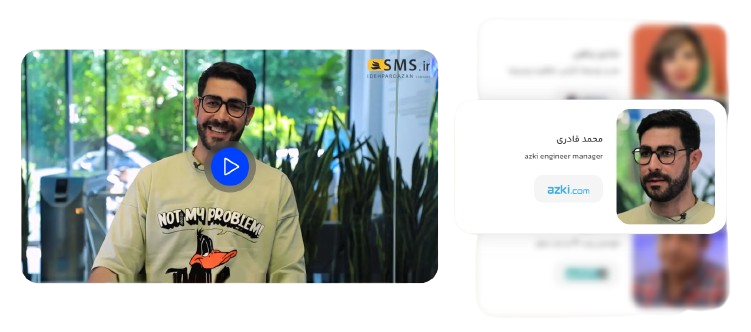 SMS.ir
IDEHPARDAZAN
NOT MY PROBLEM!
محمد قادری
azki engineer manager
azki.com